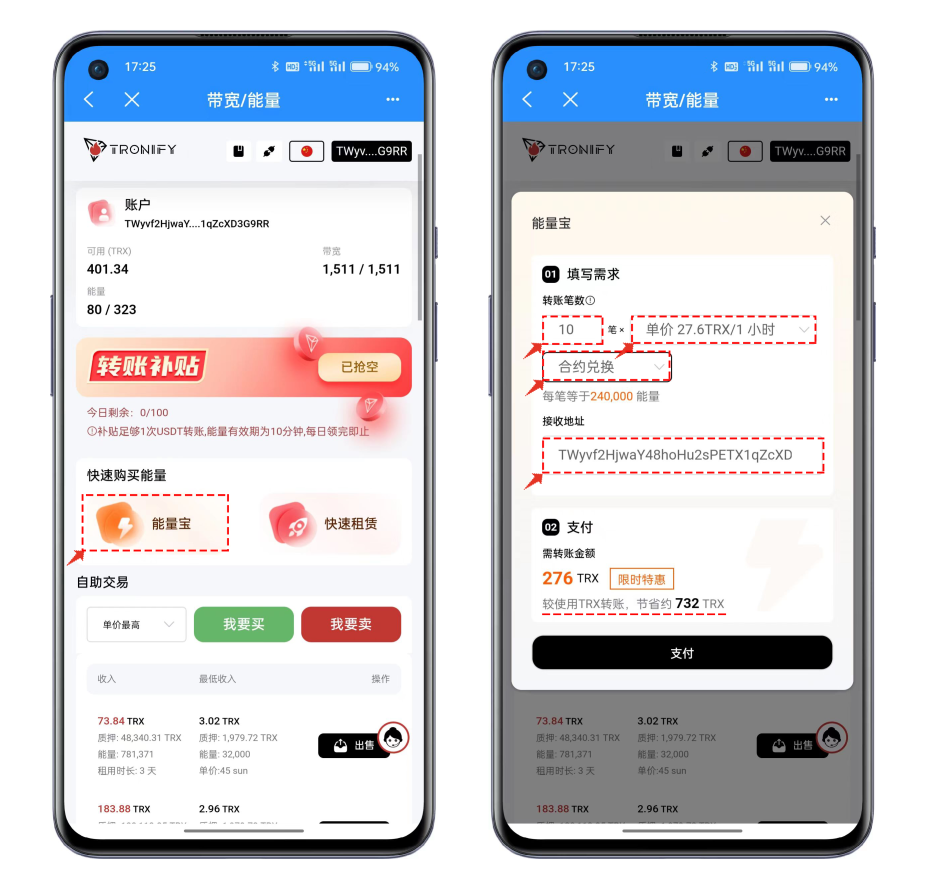 17:25
94%
带宽/能量
TRONIFY
TWyv....G9RR
账户
TWyvf2HjwaY....1qZcXD3G9RR
可用 (TRX)
带宽
401.34
1,511 / 1,511
能量
80 / 323
转账补贴
已抢空
今日剩余: 0/100
补贴足够1次USDT转账,能量有效期为10分钟,每日领完即止
快速购买能量
能量宝
快速租赁
自助交易
单价最高
我要买
我要卖
收入
最低收入
操作
73.84 TRX
3.02 TRX
质押: 48,340.31 TRX
质押: 1,979.72 TRX
能量: 781,371
能量: 32,000
租用时长: 3 天
单价:45 sun
出售
183.88 TRX
2.96 TRX
17:25
94%
带宽/能量
TRONIFY
TWyv....G9RR
能量宝
01 填写需求
转账笔数
10
笔 ×
单价 27.6TRX/1 小时
合约兑换
每笔等于240,000 能量
接收地址
TWyvf2HjwaY48hoHu2sPETX1qZcXD
02 支付
需转账金额
276 TRX
限时特惠
较使用TRX转账，节省约 732 TRX
支付
73.84 TRX
3.02 TRX
质押: 48,340.31 TRX
质押: 1,979.72 TRX
能量: 781,371
能量: 32,000
租用时长: 3 天
单价:45 sun
出售
183.88 TRX
2.96 TRX